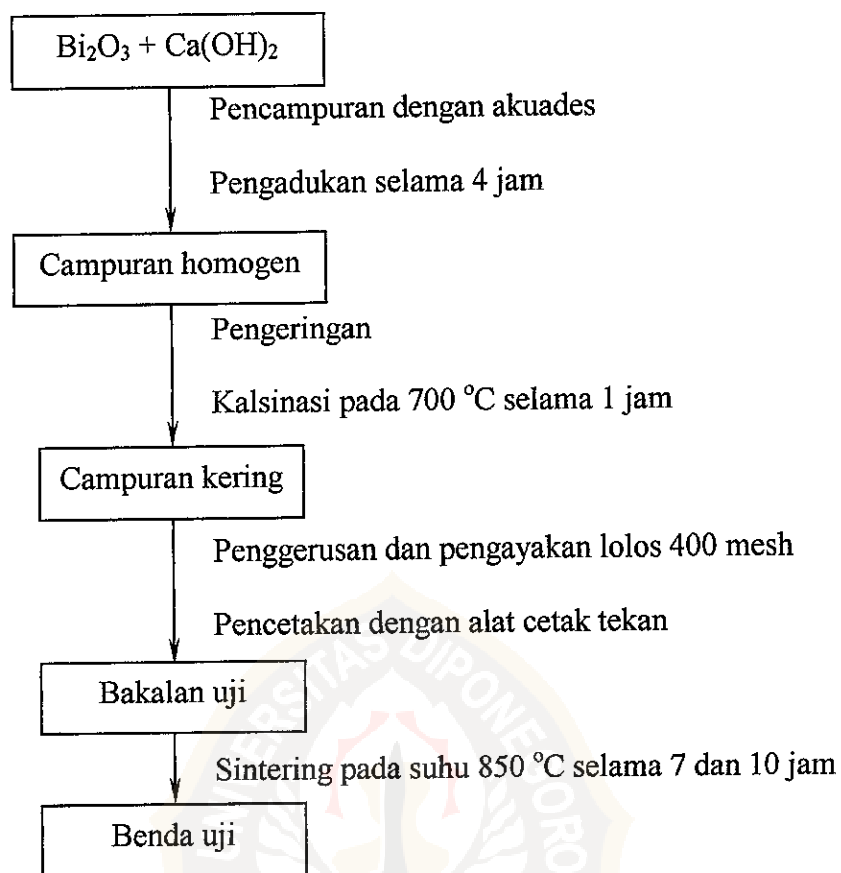 Bi₂O₃ + Ca(OH)₂
Pencampuran dengan akuades
Pengadukan selama 4 jam
Campuran homogen
Pengeringan
Kalsinasi pada 700 °C selama 1 jam
Campuran kering
Penggerusan dan pengayakan lolos 400 mesh
Pencetakan dengan alat cetak tekan
Bakalan uji
Sintering pada suhu 850 °C selama 7 dan 10 jam
Benda uji